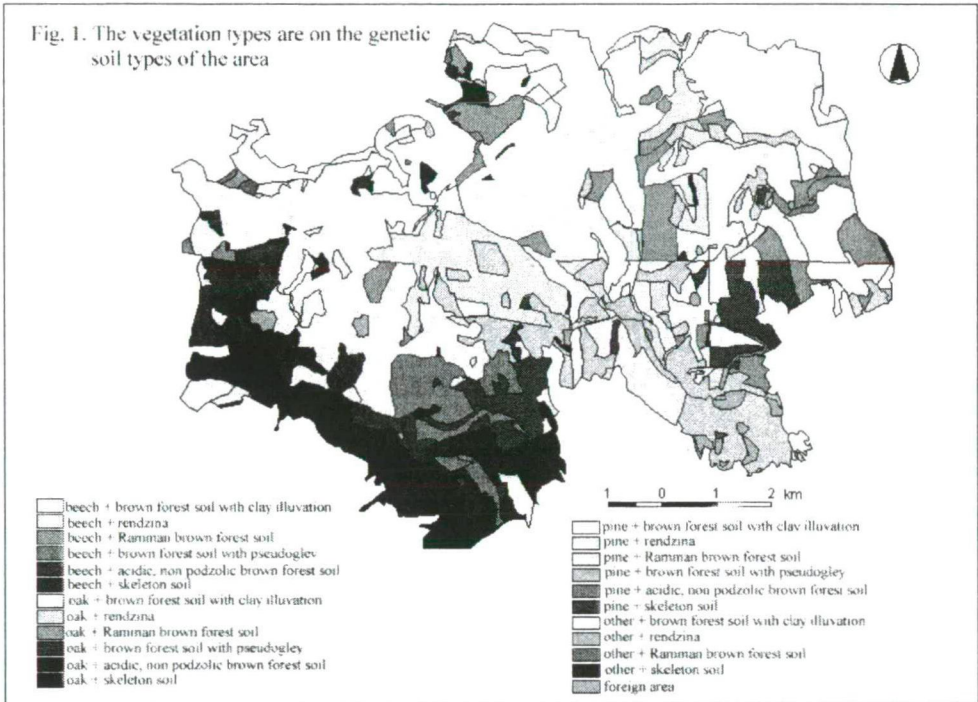 Fig. 1. The vegetation types are on the genetic
soil types of the area
1 0 1 2 km
beech + brown forest soil with clay illuvation
beech + rendzina
beech + Ramman brown forest soil
beech + brown forest soil with pseudogley
beech + acidic, non podzolic brown forest soil
beech + skeleton soil
oak + brown forest soil with clay illuvation
oak + rendzina
oak + Ramman brown forest soil
oak + brown forest soil with pseudogley
oak + acidic, non podzolic brown forest soil
oak + skeleton soil
pine + brown forest soil with clay illuvation
pine + rendzina
pine + Ramman brown forest soil
pine + brown forest soil with pseudogley
pine + acidic, non podzolic brown forest soil
pine + skeleton soil
other + brown forest soil with clay illuvation
other + rendzina
other + Ramman brown forest soil
other + skeleton soil
foreign area